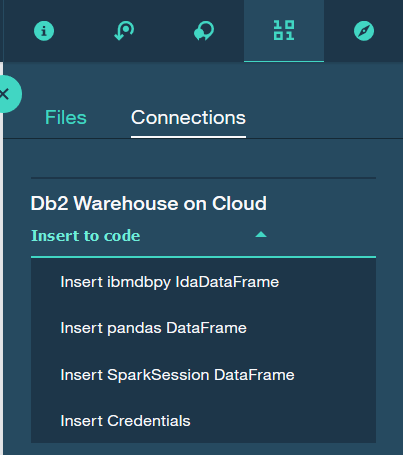 Files Connections
Db2 Warehouse on Cloud
Insert to code
Insert ibmdbpy IdaDataFrame
Insert pandas DataFrame
Insert SparkSession DataFrame
Insert Credentials